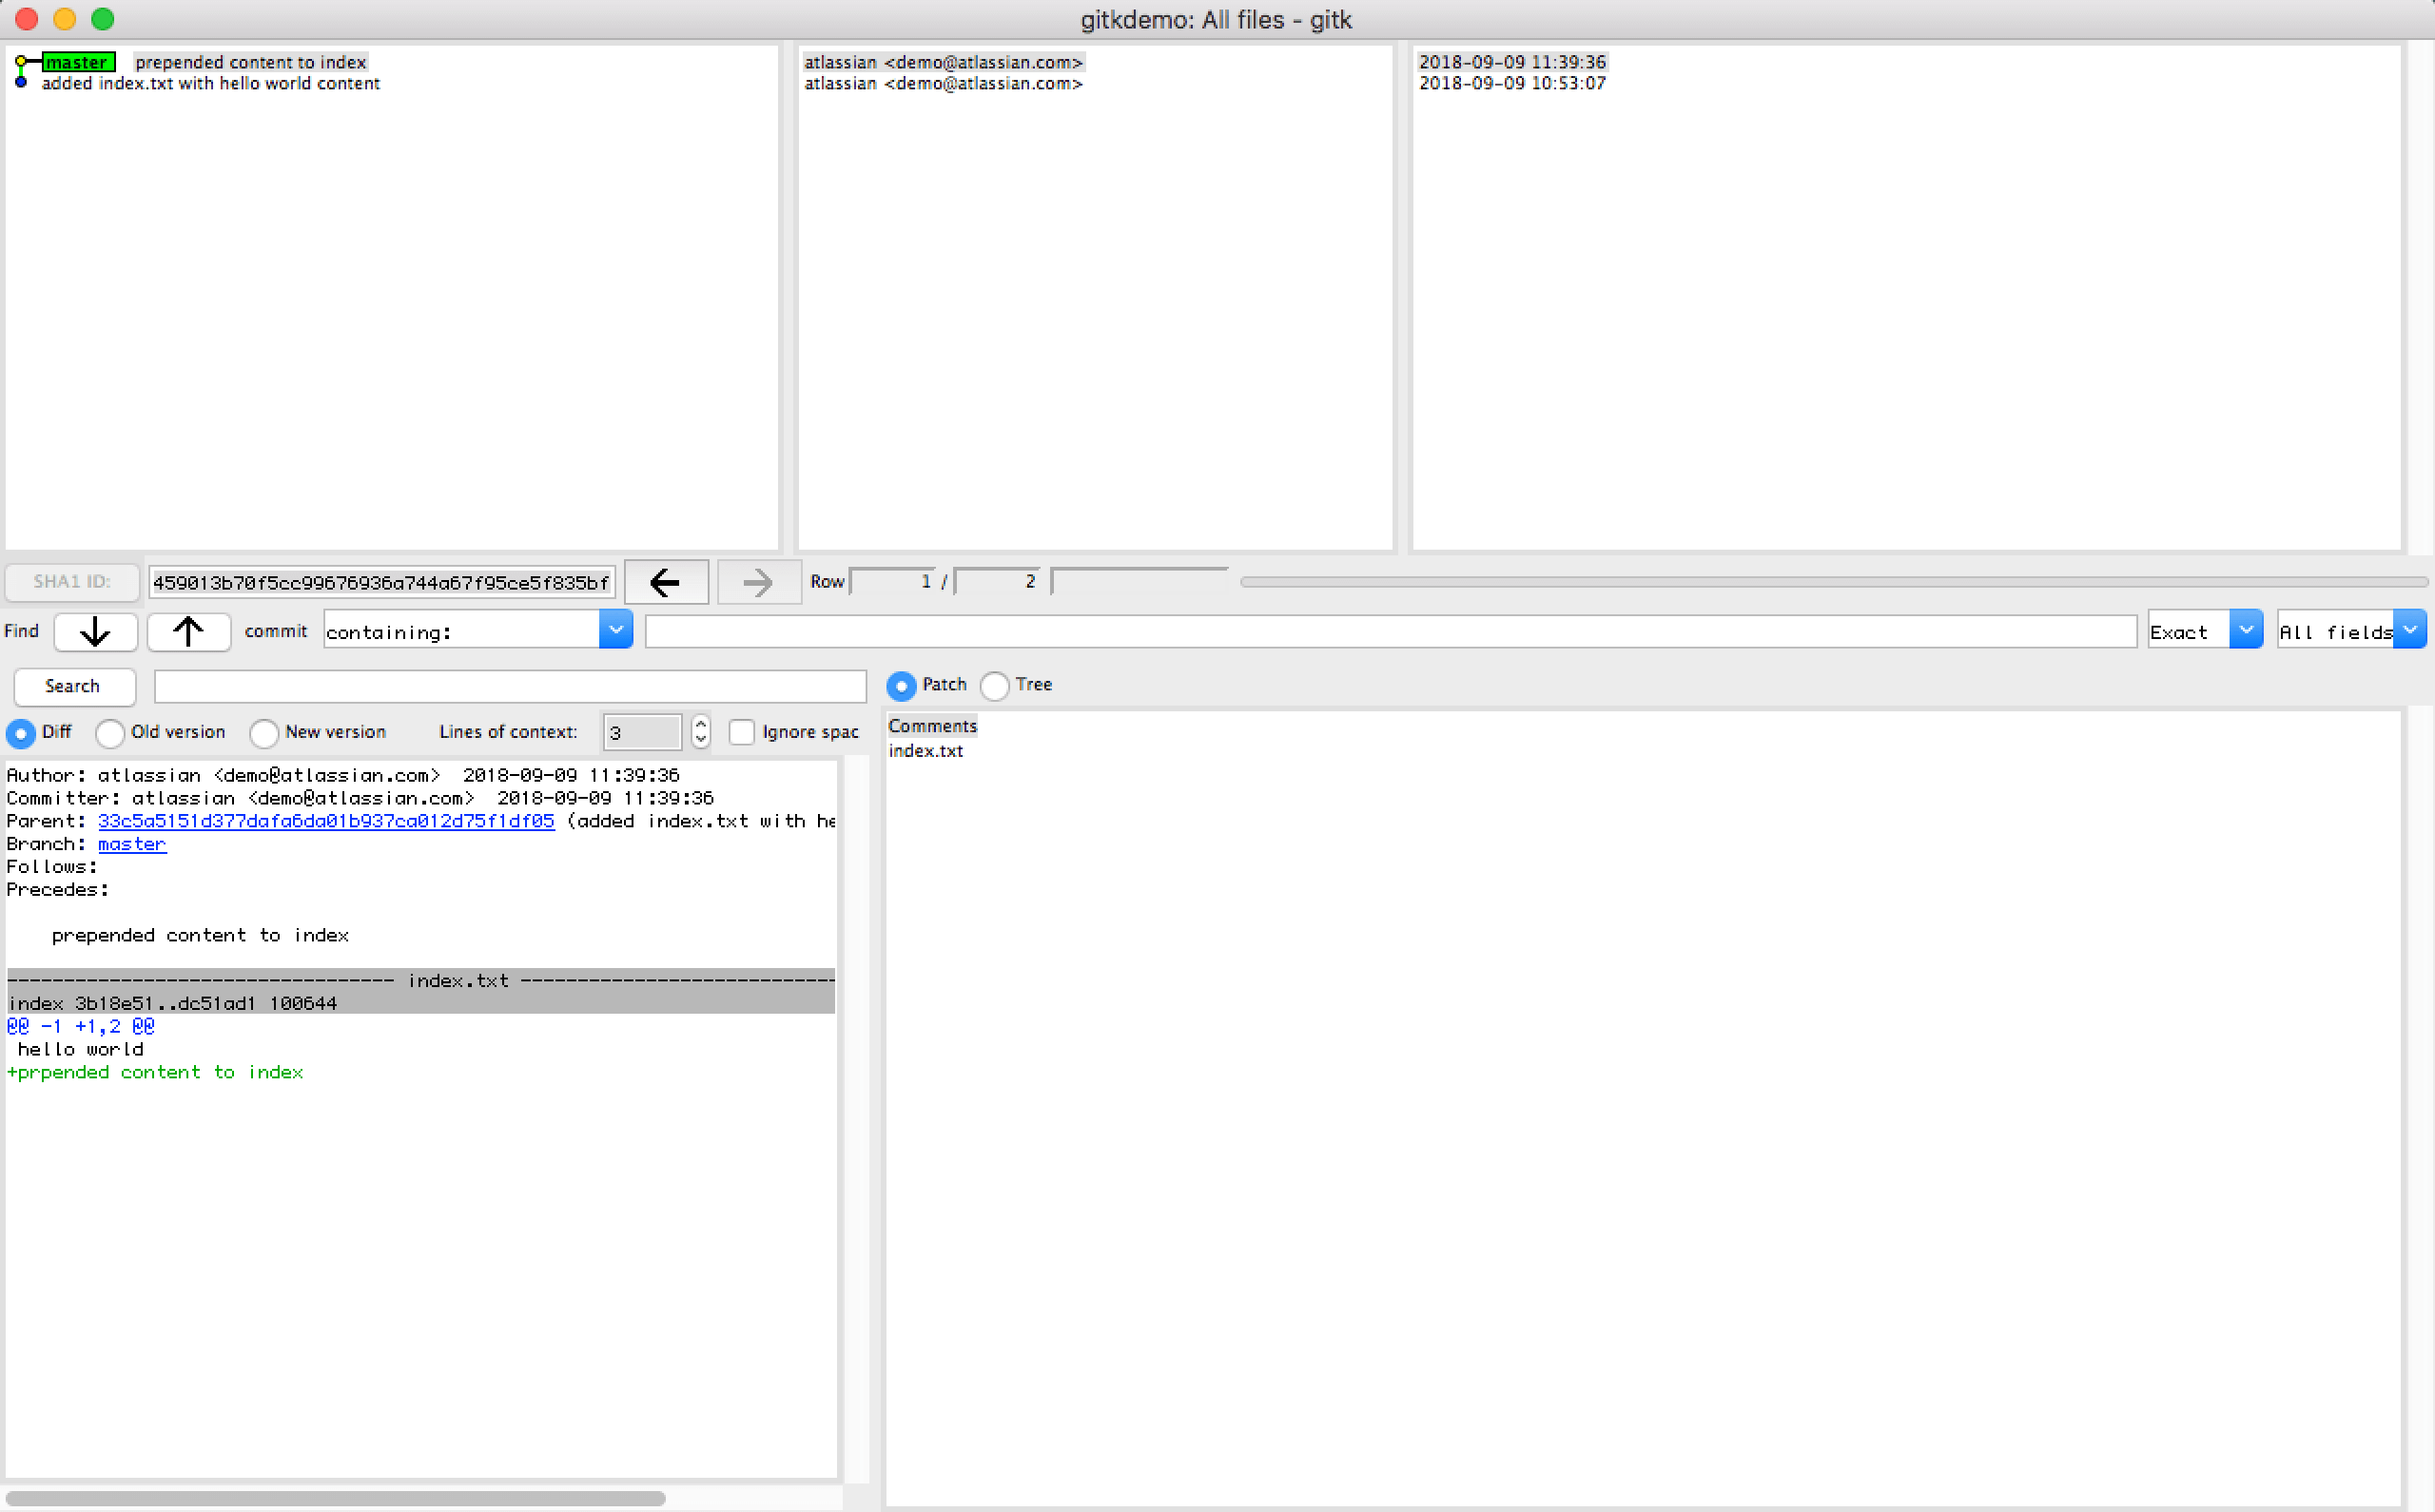 gitkdemo: All files - gitk
master prepended content to index
added index.txt with hello world content
atlassian <demo@atlassian.com>
atlassian <demo@atlassian.com>
2018-09-09 11:39:36
2018-09-09 10:53:07
SHA1 ID: 459013b70f5cc99676936a744a67f95ce5f835bf Row 1 / 2
Find commit containing: Exact All fields
Search
Diff Old version New version Lines of context: 3 Ignore spac
Author: atlassian <demo@atlassian.com>  2018-09-09 11:39:36
Committer: atlassian <demo@atlassian.com>  2018-09-09 11:39:36
Parent: 33c5a5151d377dafa6da01b937ca012d75f1df05 (added index.txt with he
Branch: master
Follows:
Precedes:
prepended content to index
---------------------------------- index.txt ----------------------------
index 3b18e51..dc51ad1 100644
@@ -1 +1,2 @@
hello world
+prpended content to index
Patch Tree
Comments
index.txt